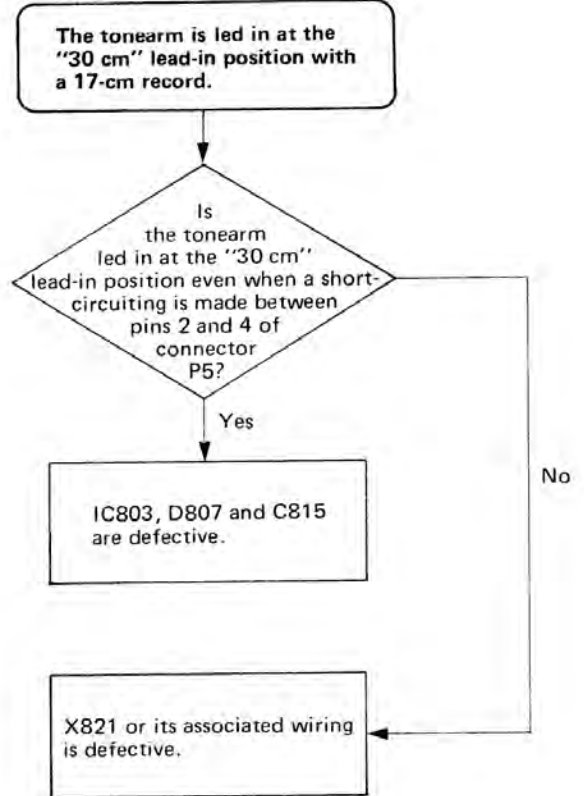 The tonearm is led in at the
"30 cm" lead-in position with
a 17-cm record.
Is
the tonearm
led in at the "30 cm"
lead-in position even when a short-
circuiting is made between
pins 2 and 4 of
connector
P5?
Yes
No
IC803, D807 and C815
are defective.
X821 or its associated wiring
is defective.